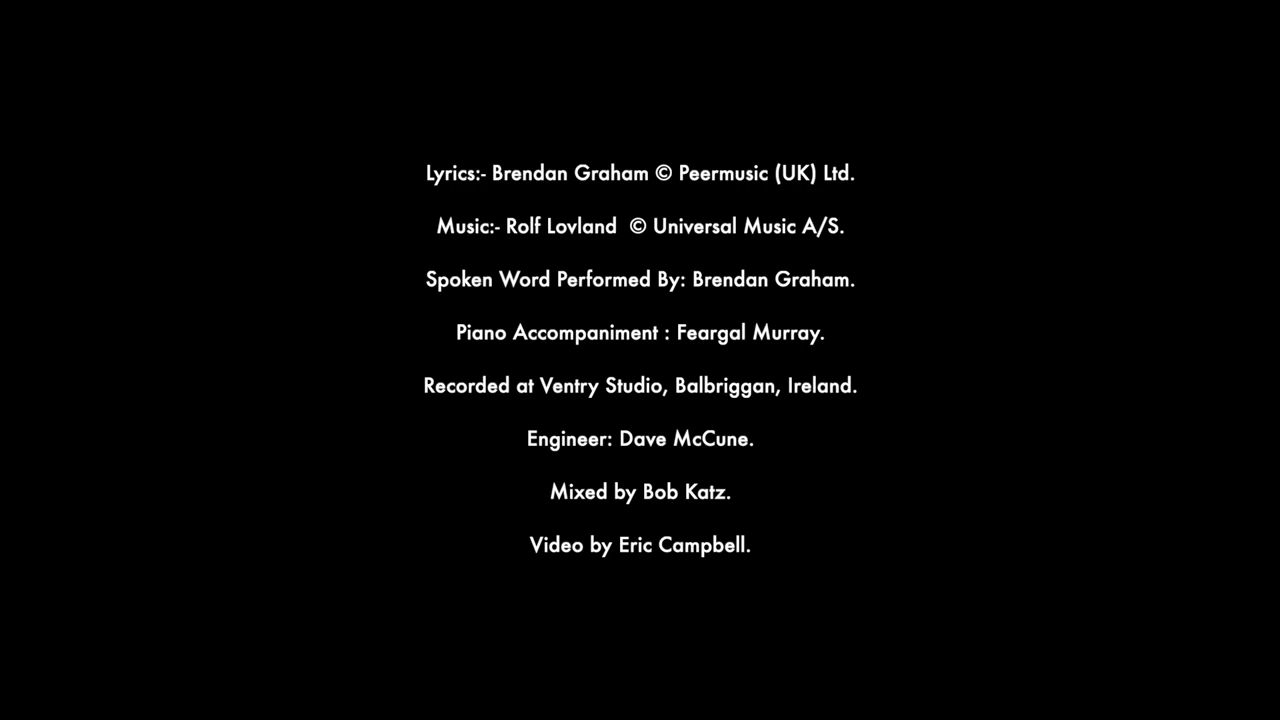 Lyrics:- Brendan Graham © Peermusic (UK) Ltd.
Music:- Rolf Lovland  © Universal Music A/S.
Spoken Word Performed By: Brendan Graham.
Piano Accompaniment : Feargal Murray.
Recorded at Ventry Studio, Balbriggan, Ireland.
Engineer: Dave McCune.
Mixed by Bob Katz.
Video by Eric Campbell.